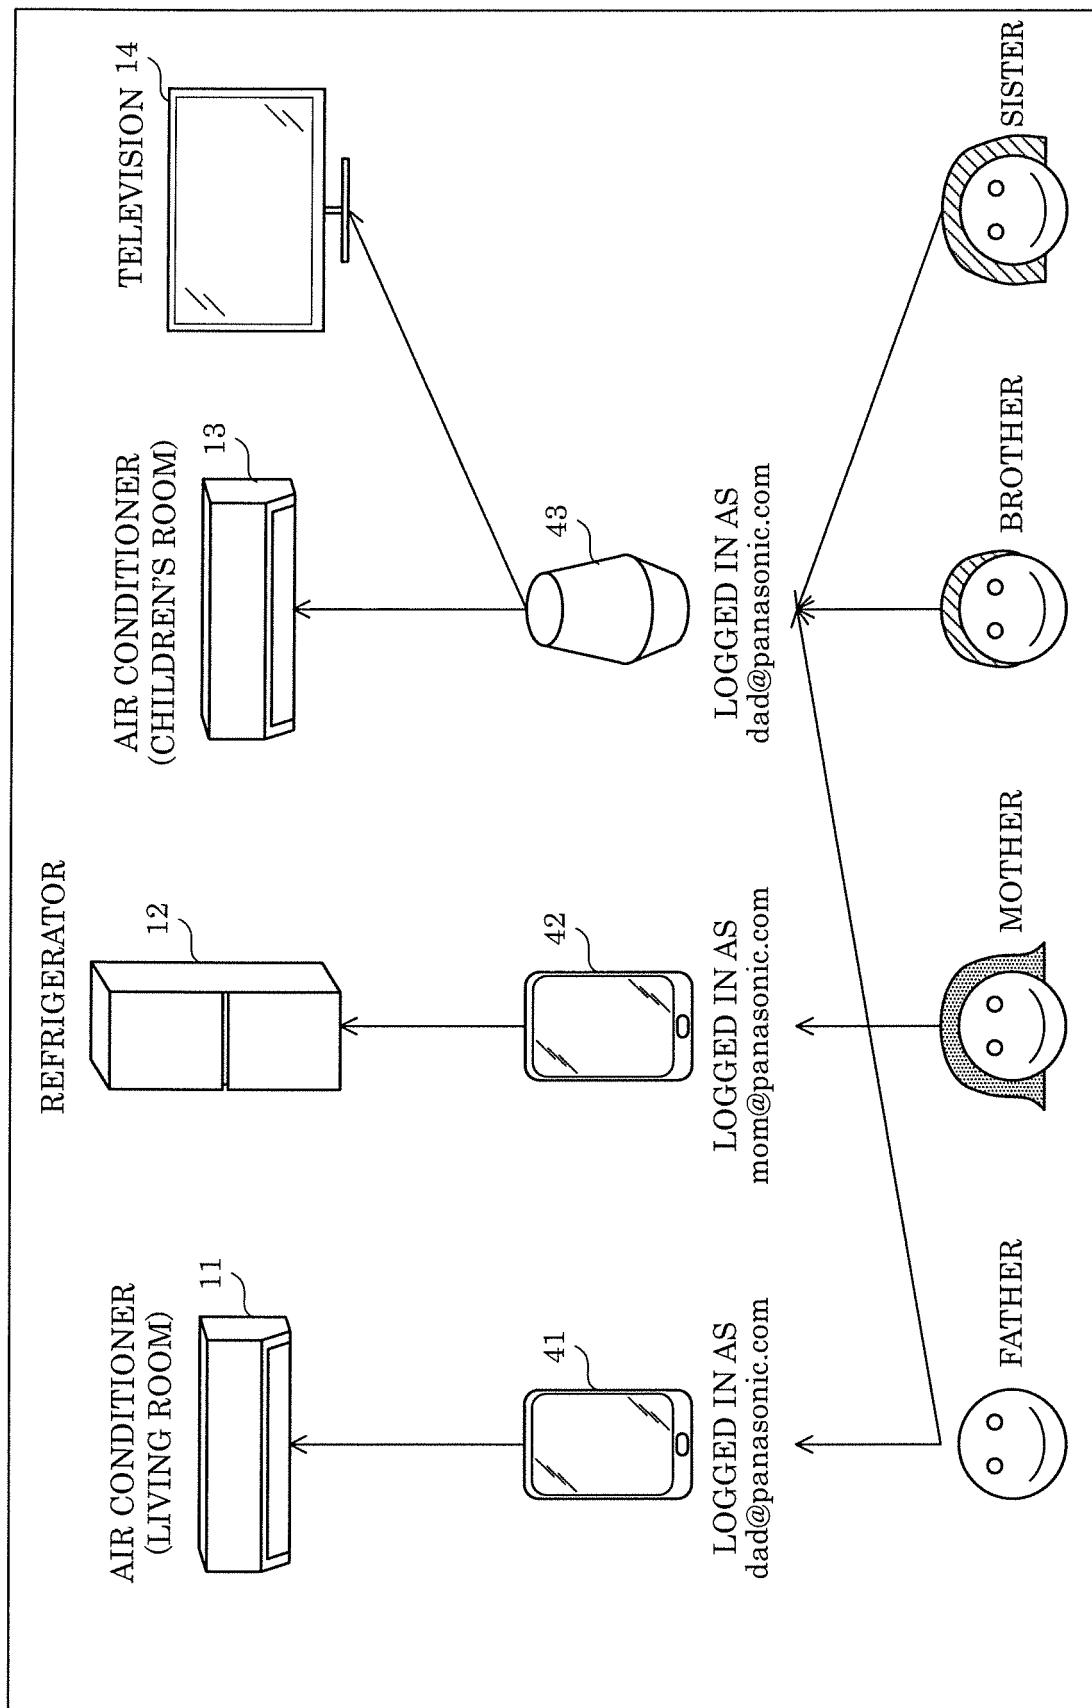 AIR CONDITIONER
(LIVING ROOM)
11
REFRIGERATOR
12
AIR CONDITIONER
(CHILDREN'S ROOM)
13
TELEVISION 14
41
42
43
LOGGED IN AS
dad@panasonic.com
LOGGED IN AS
mom@panasonic.com
LOGGED IN AS
dad@panasonic.com
FATHER
MOTHER
BROTHER
SISTER